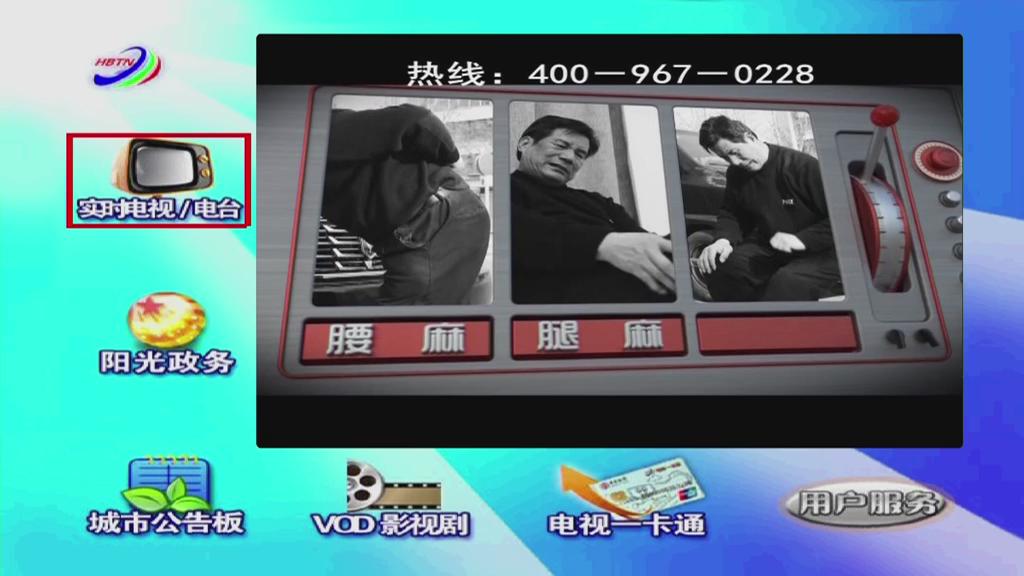 HBTN
热线：400－967－0228
实时电视/电台
腰 麻
腿 麻
阳光政务
城市公告板
VOD影视剧
电视一卡通
用户服务